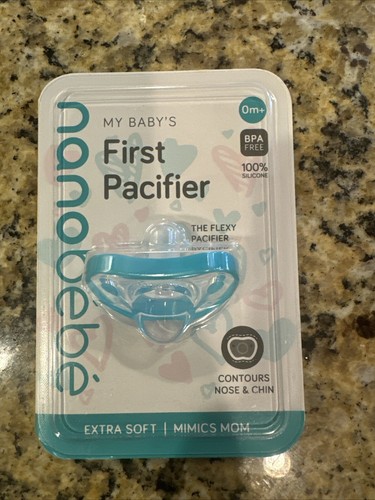 nanobebé
MY BABY'S
First
Pacifier
0m+
BPA
FREE
100%
SILICONE
THE FLEXY
PACIFIER
CONTOURS
NOSE & CHIN
EXTRA SOFT | MIMICS MOM